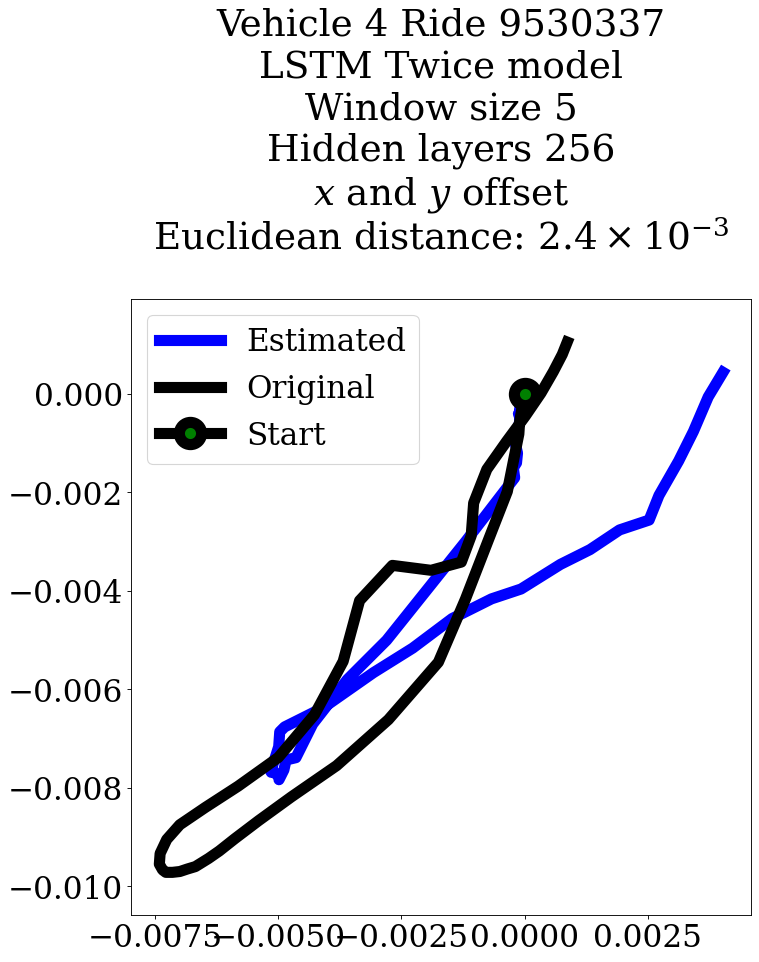 Vehicle 4 Ride 9530337
LSTM Twice model
Window size 5
Hidden layers 256
x and y offset
Euclidean distance: 2.4 × 10⁻³
Estimated
Original
Start
0.000
−0.002
−0.004
−0.006
−0.008
−0.010
−0.0075 −0.0050 −0.0025 0.0000 0.0025